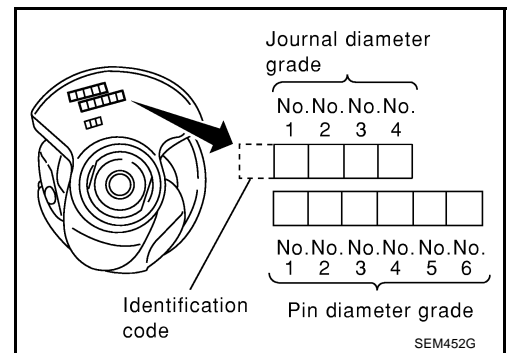 Journal diameter
grade
No.No.No.No.
1 2 3 4
No.No.No.No.No.No.
1 2 3 4 5 6
Identification
code
Pin diameter grade
SEM452G